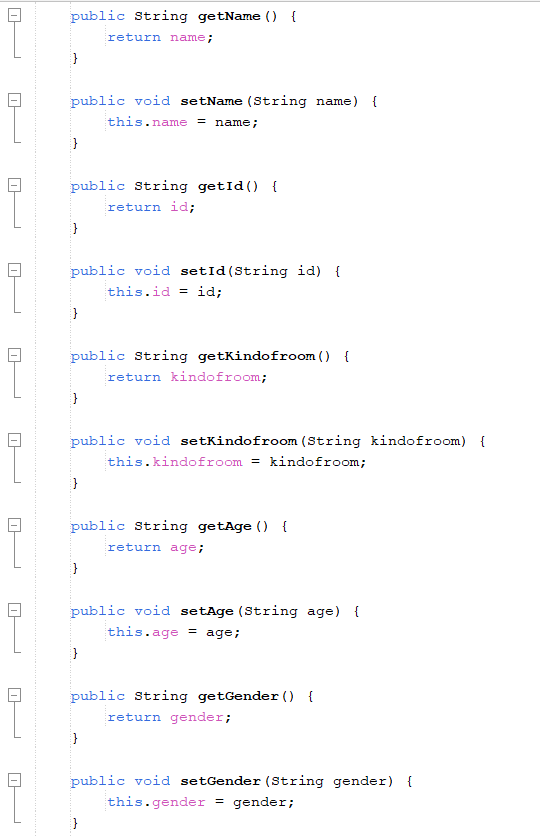 public String getName() {
return name;
}
public void setName(String name) {
this.name = name;
}
public String getId() {
return id;
}
public void setId(String id) {
this.id = id;
}
public String getKindofroom() {
return kindofroom;
}
public void setKindofroom(String kindofroom) {
this.kindofroom = kindofroom;
}
public String getAge() {
return age;
}
public void setAge(String age) {
this.age = age;
}
public String getGender() {
return gender;
}
public void setGender(String gender) {
this.gender = gender;
}